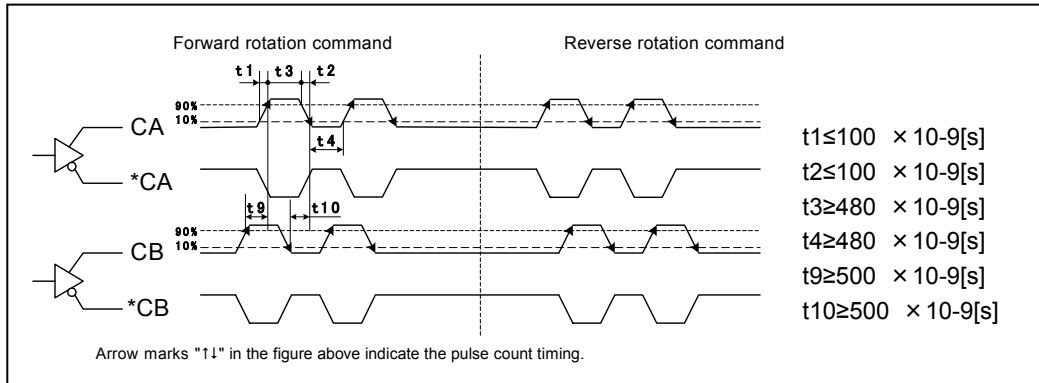 Forward rotation command
Reverse rotation command
t1 t3 t2
90%
10%
CA
t4
*CA
t9 t10
90%
10%
CB
*CB
t1≤100 ×10-9[s]
t2≤100 ×10-9[s]
t3≥480 ×10-9[s]
t4≥480 ×10-9[s]
t9≥500 ×10-9[s]
t10≥500 ×10-9[s]
Arrow marks "↑↓" in the figure above indicate the pulse count timing.